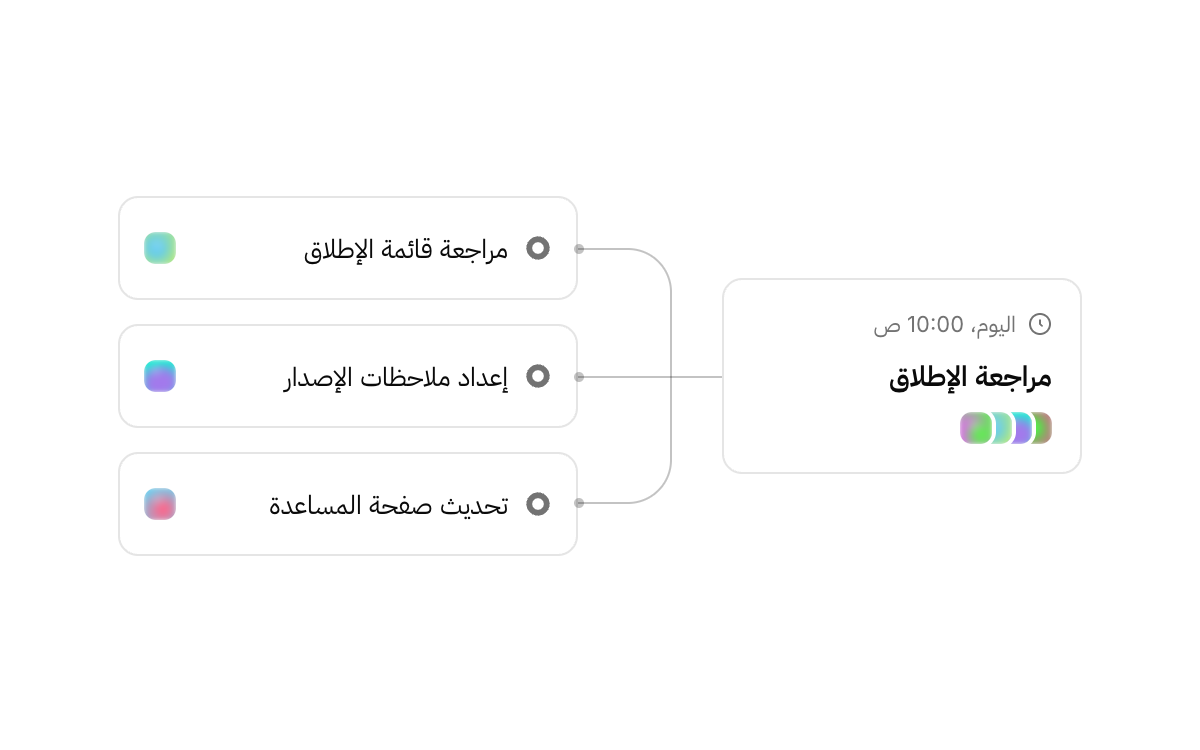 اليوم، 10:00 ص
مراجعة الإطلاق
مراجعة قائمة الإطلاق
إعداد ملاحظات الإصدار
تحديث صفحة المساعدة